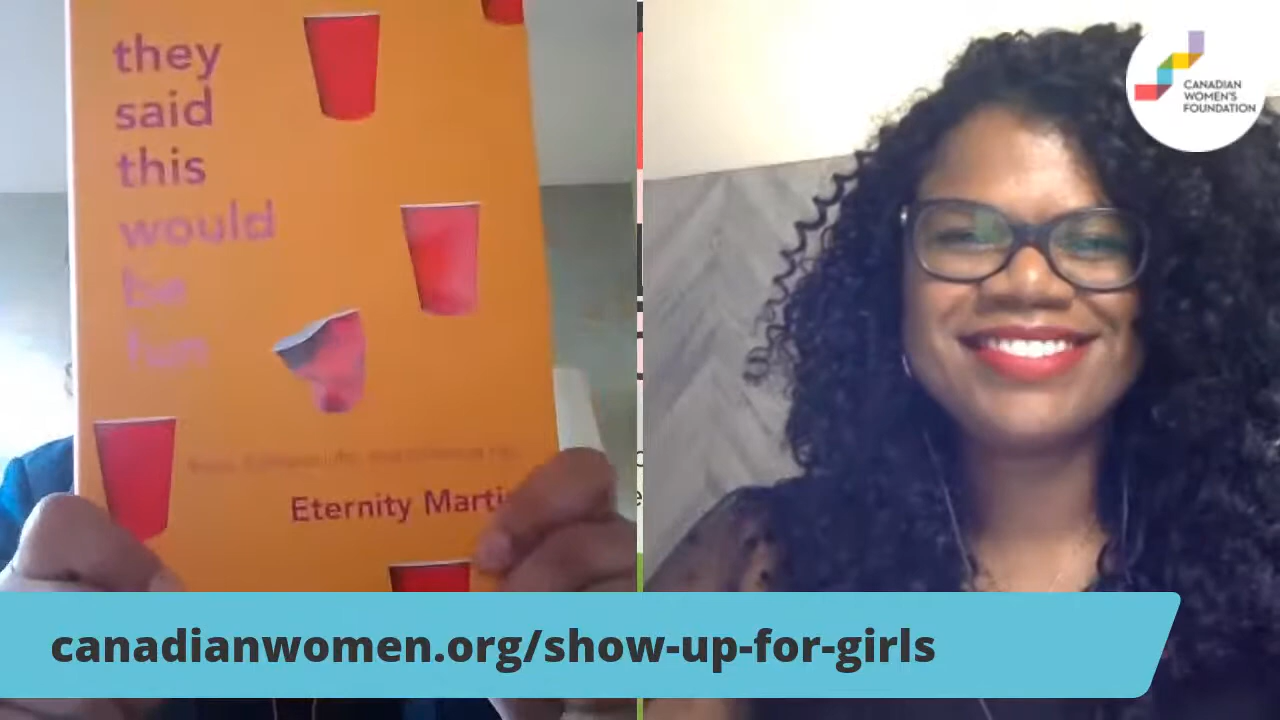 they
said
this
would
be
fun
Eternity Marti
CANADIAN
WOMEN'S
FOUNDATION
canadianwomen.org/show-up-for-girls